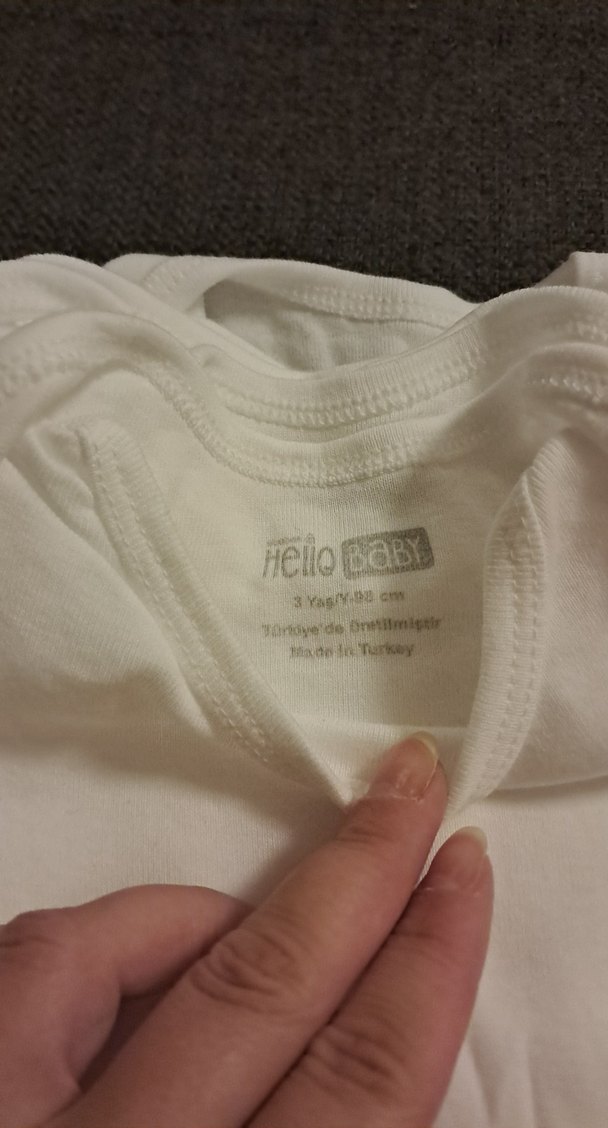 Hello BABY
3 Yaş/Y-98 cm
Türkiye'de Üretilmiştir
Made in Turkey